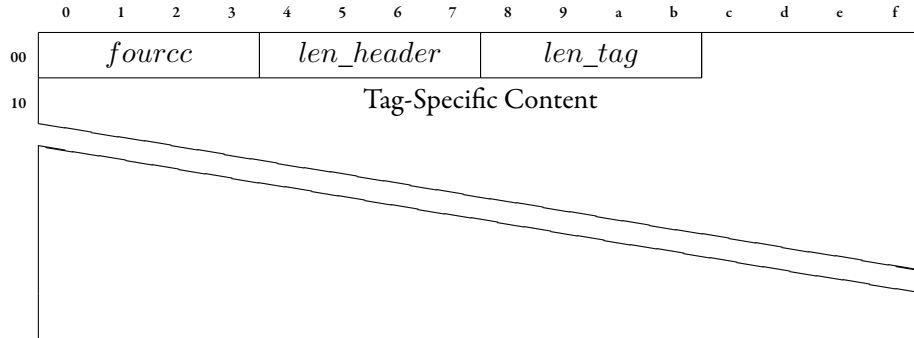 0 1 2 3 4 5 6 7 8 9 a b c d e f
00 fourcc len_header len_tag
10 Tag-Specific Content